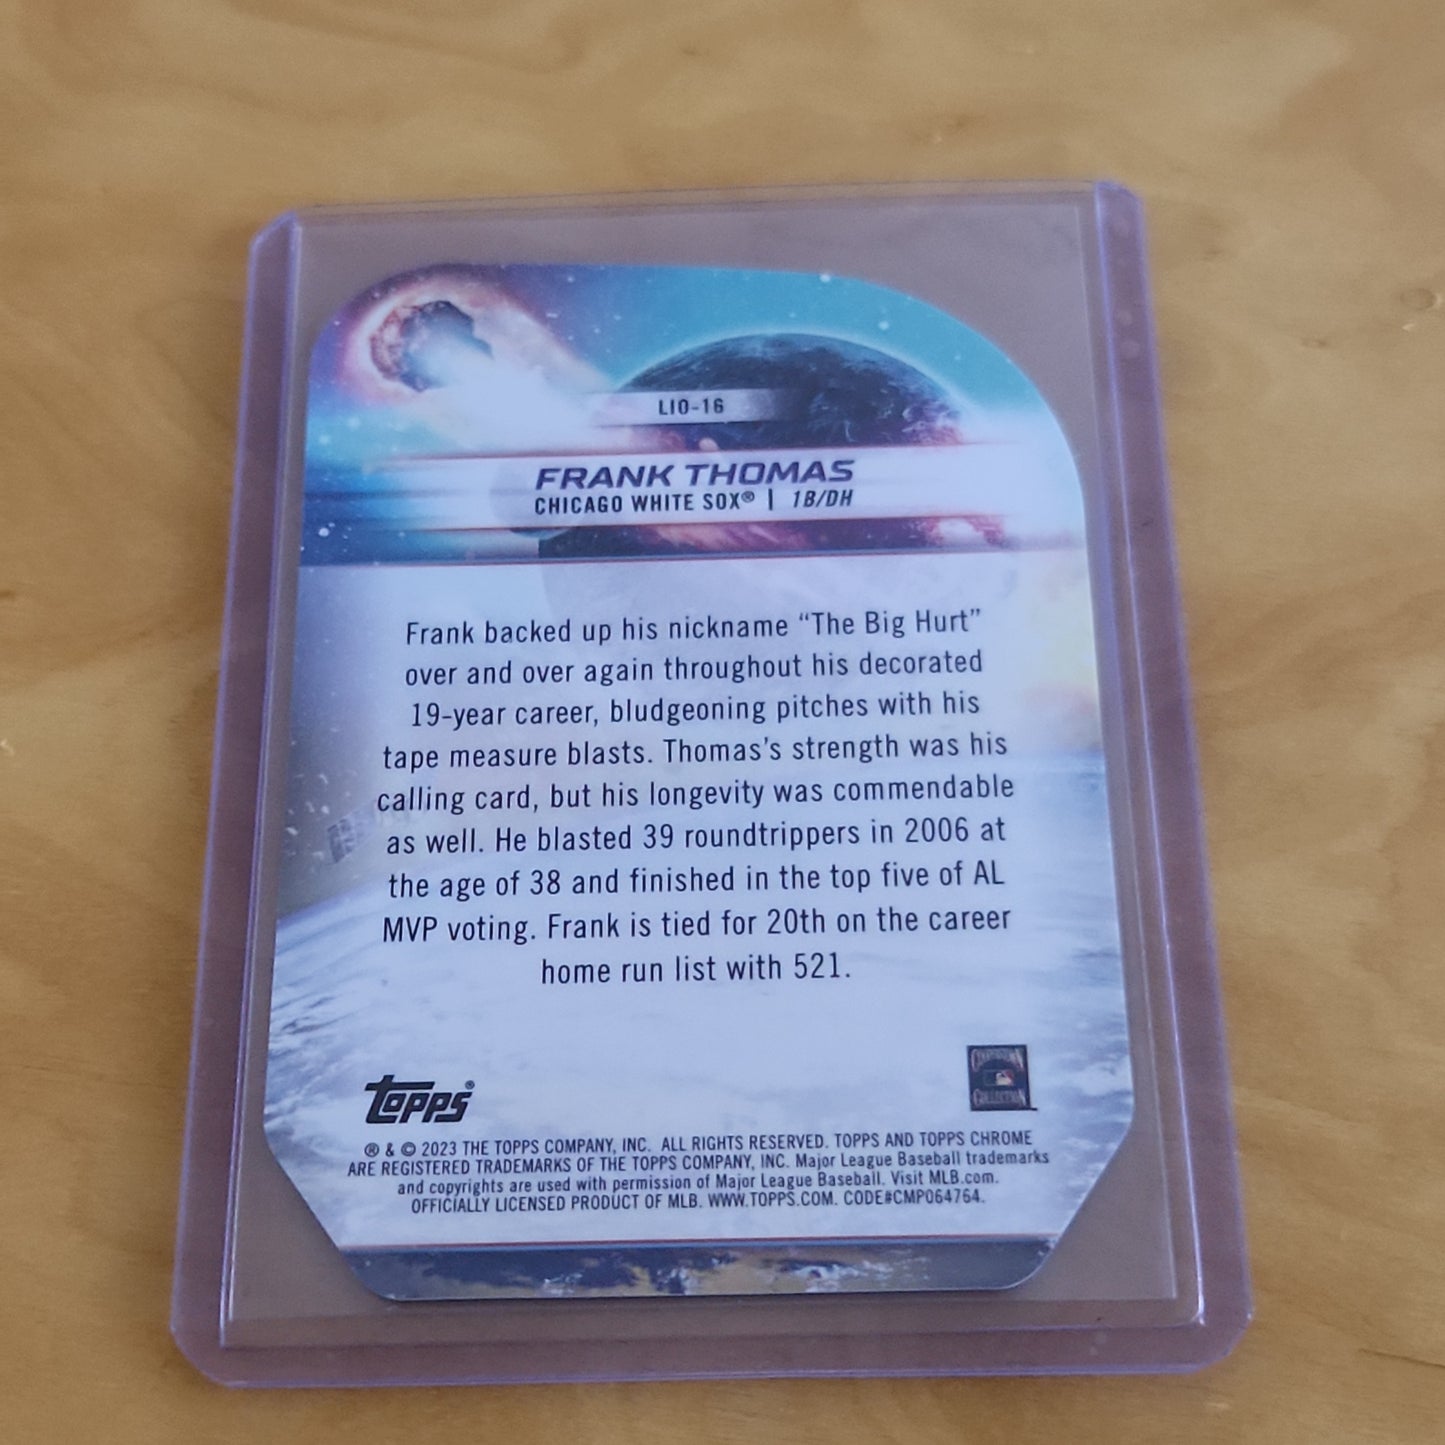 LIO-16
FRANK THOMAS
CHICAGO WHITE SOX® | 1B/DH
Frank backed up his nickname “The Big Hurt”
over and over again throughout his decorated
19-year career, bludgeoning pitches with his
tape measure blasts. Thomas’s strength was his
calling card, but his longevity was commendable
as well. He blasted 39 roundtrippers in 2006 at
the age of 38 and finished in the top five of AL
MVP voting. Frank is tied for 20th on the career
home run list with 521.
Topps®
COOPERSTOWN
COLLECTION
® & © 2023 THE TOPPS COMPANY, INC. ALL RIGHTS RESERVED. TOPPS AND TOPPS CHROME
ARE REGISTERED TRADEMARKS OF THE TOPPS COMPANY, INC. Major League Baseball trademarks
and copyrights are used with permission of Major League Baseball. Visit MLB.com.
OFFICIALLY LICENSED PRODUCT OF MLB. WWW.TOPPS.COM. CODE#CMP064764.